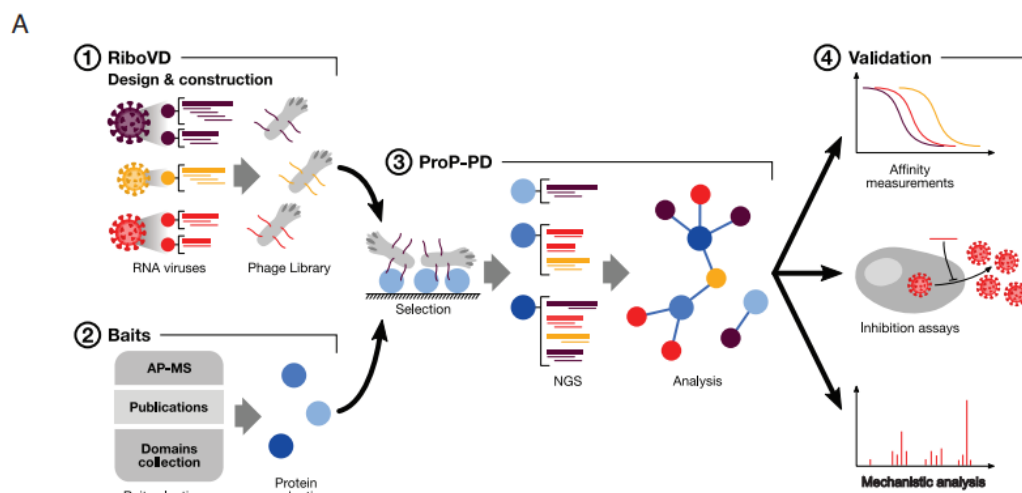 A
1 RiboVD
Design & construction
RNA viruses
Phage Library
2 Baits
AP-MS
Publications
Domains
collection
Protein
Selection
3 ProP-PD
NGS
Analysis
4 Validation
Affinity
measurements
Inhibition assays
Mechanistic analysis